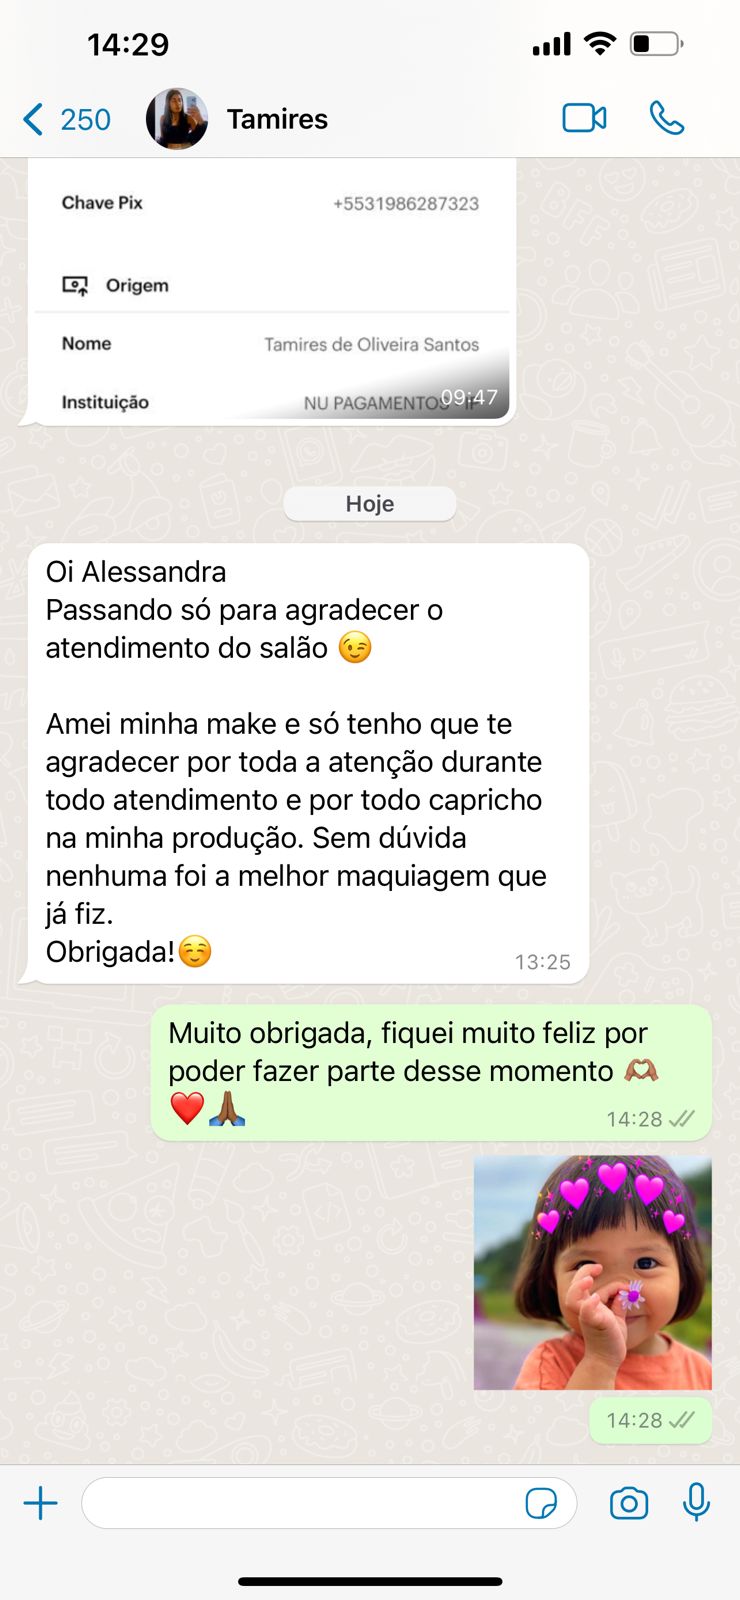 14:29
250
Tamires
Chave Pix +5531986287323
Origem
Nome Tamires de Oliveira Santos
Instituição NU PAGAMENTOS - IP
09:47
Hoje
Oi Alessandra
Passando só para agradecer o
atendimento do salão 😉
Amei minha make e só tenho que te
agradecer por toda a atenção durante
todo atendimento e por todo capricho
na minha produção. Sem dúvida
nenhuma foi a melhor maquiagem que
já fiz.
Obrigada!☺️
13:25
Muito obrigada, fiquei muito feliz por
poder fazer parte desse momento 🫶🏽
❤️🙏🏾
14:28
14:28